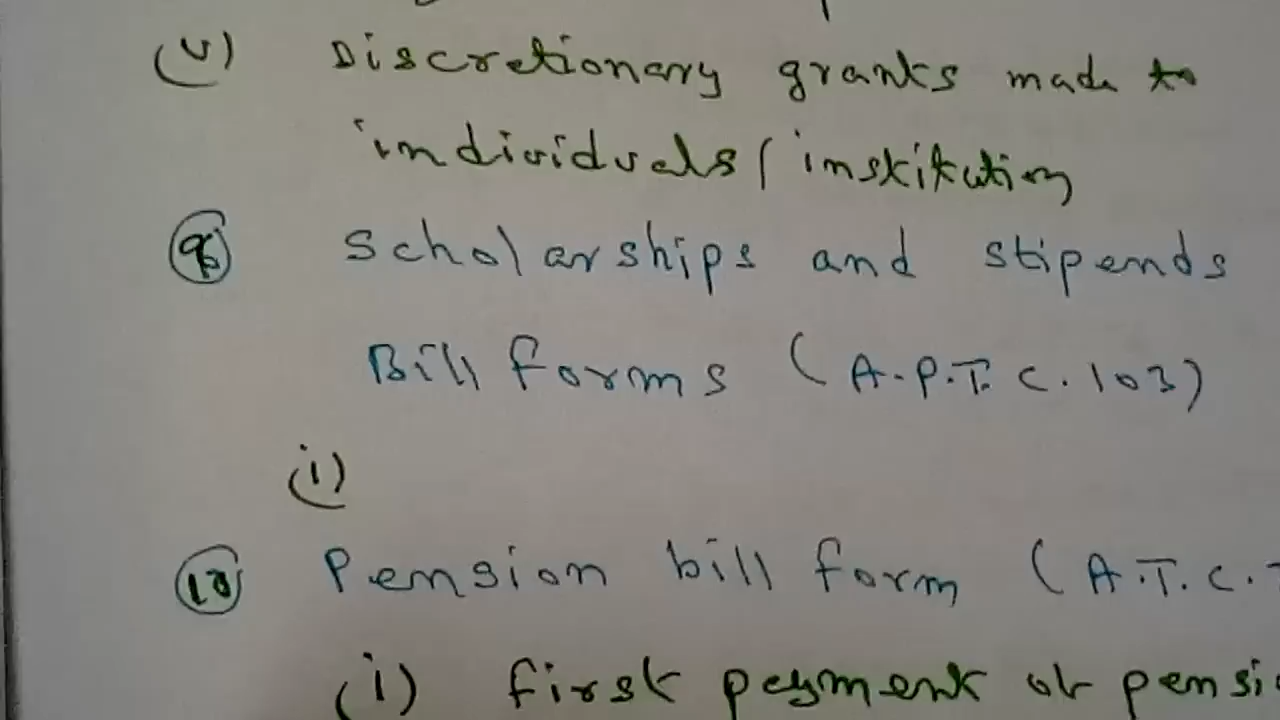 (v) Discretionary grants made to
individuals/institution
⑨ Scholarships and stipends
Bill forms (A.P.T.C. 103)
(i)
⑩ Pension bill form (A.T.C.
(i) first payment of pensi